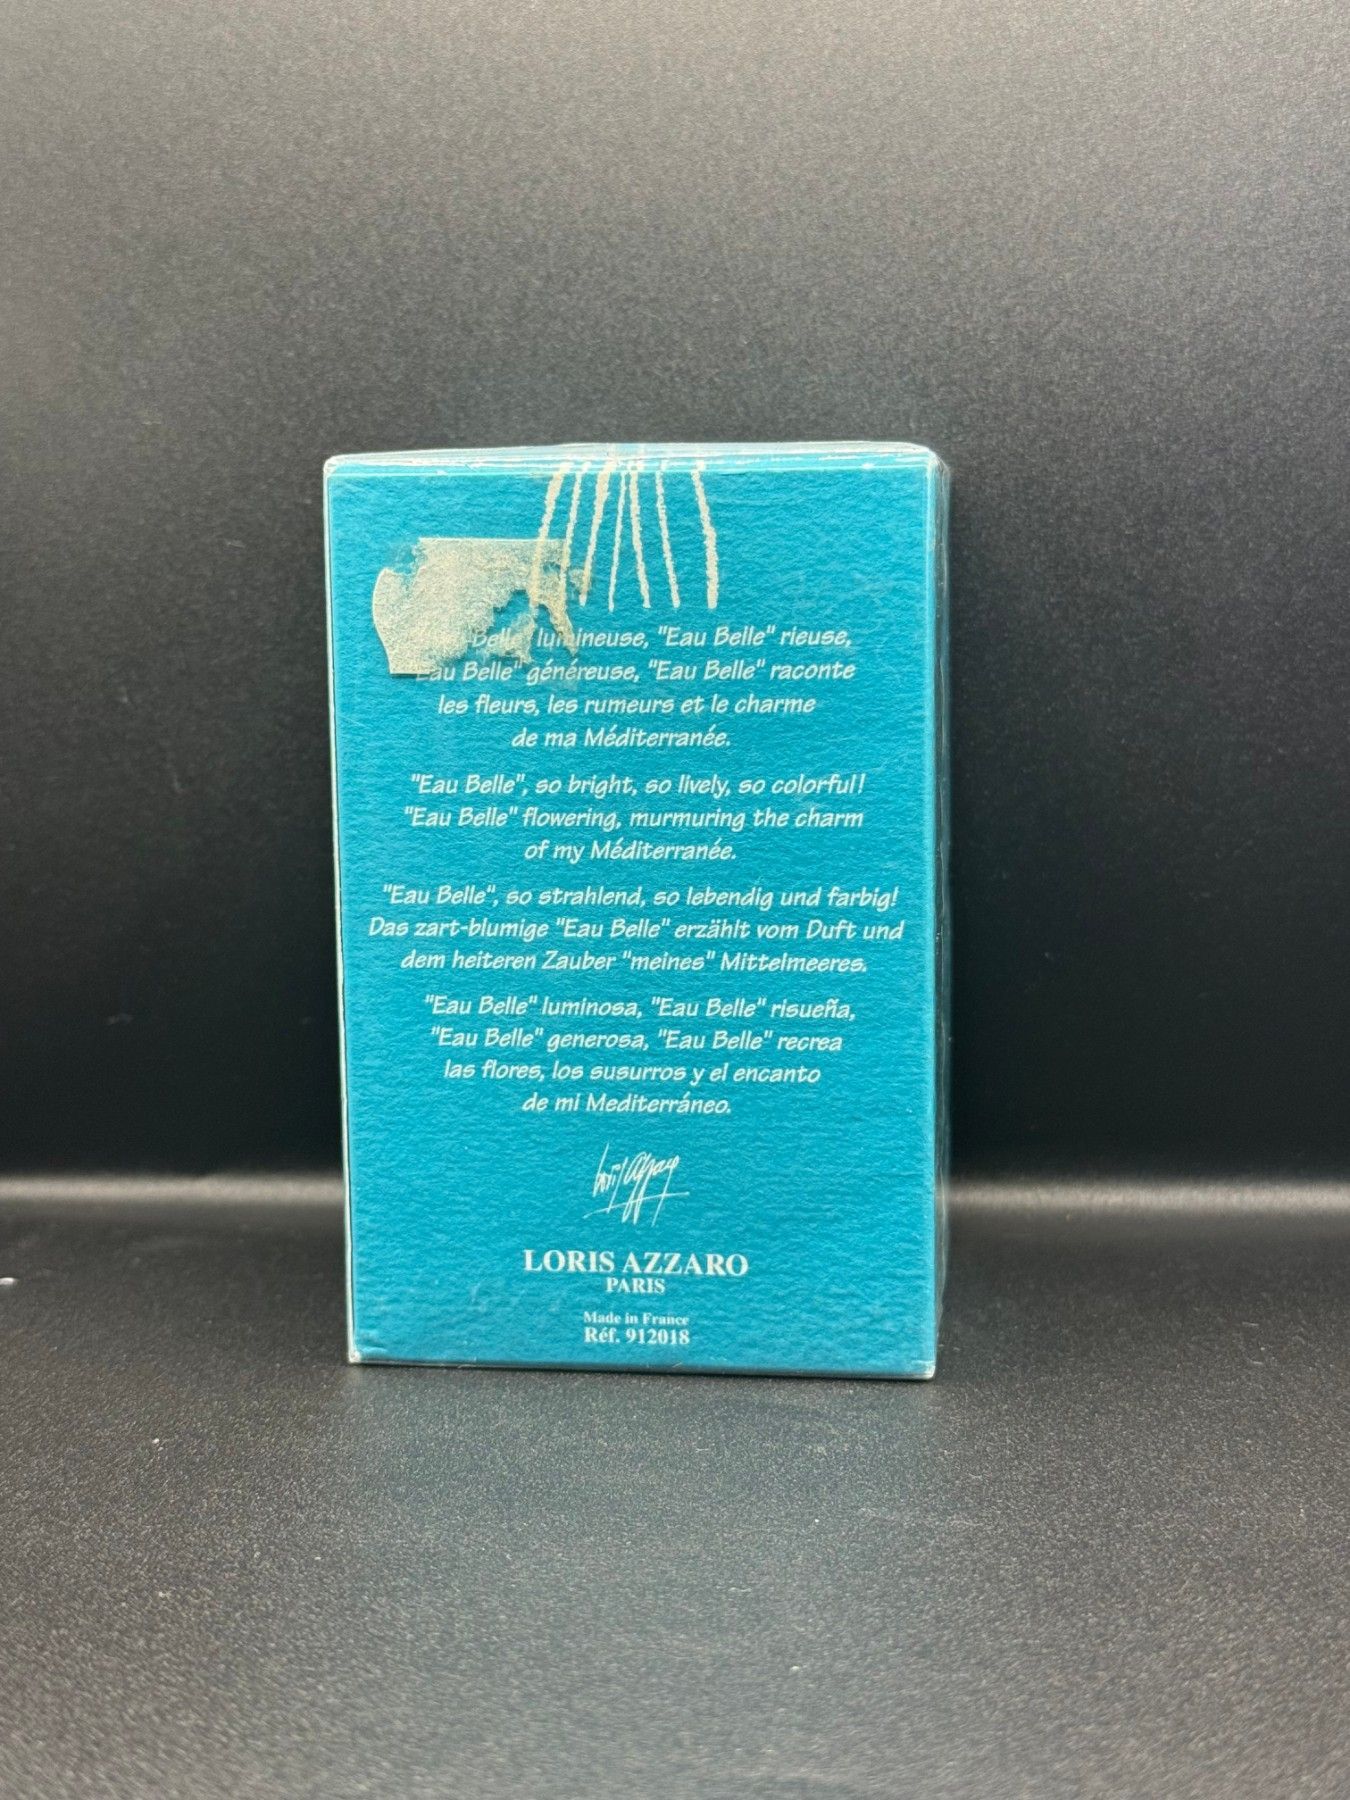 Belle" lumineuse, "Eau Belle" rieuse,
"Eau Belle" généreuse, "Eau Belle" raconte
les fleurs, les rumeurs et le charme
de ma Méditerranée.
"Eau Belle", so bright, so lively, so colorful!
"Eau Belle" flowering, murmuring the charm
of my Méditerranée.
"Eau Belle", so strahlend, so lebendig und farbig!
Das zart-blumige "Eau Belle" erzählt vom Duft und
dem heiteren Zauber "meines" Mittelmeeres.
"Eau Belle" luminosa, "Eau Belle" risueña,
"Eau Belle" generosa, "Eau Belle" recrea
las flores, los susurros y el encanto
de mi Mediterráneo.
Loris Azzaro
LORIS AZZARO
PARIS
Made in France
Réf. 912018